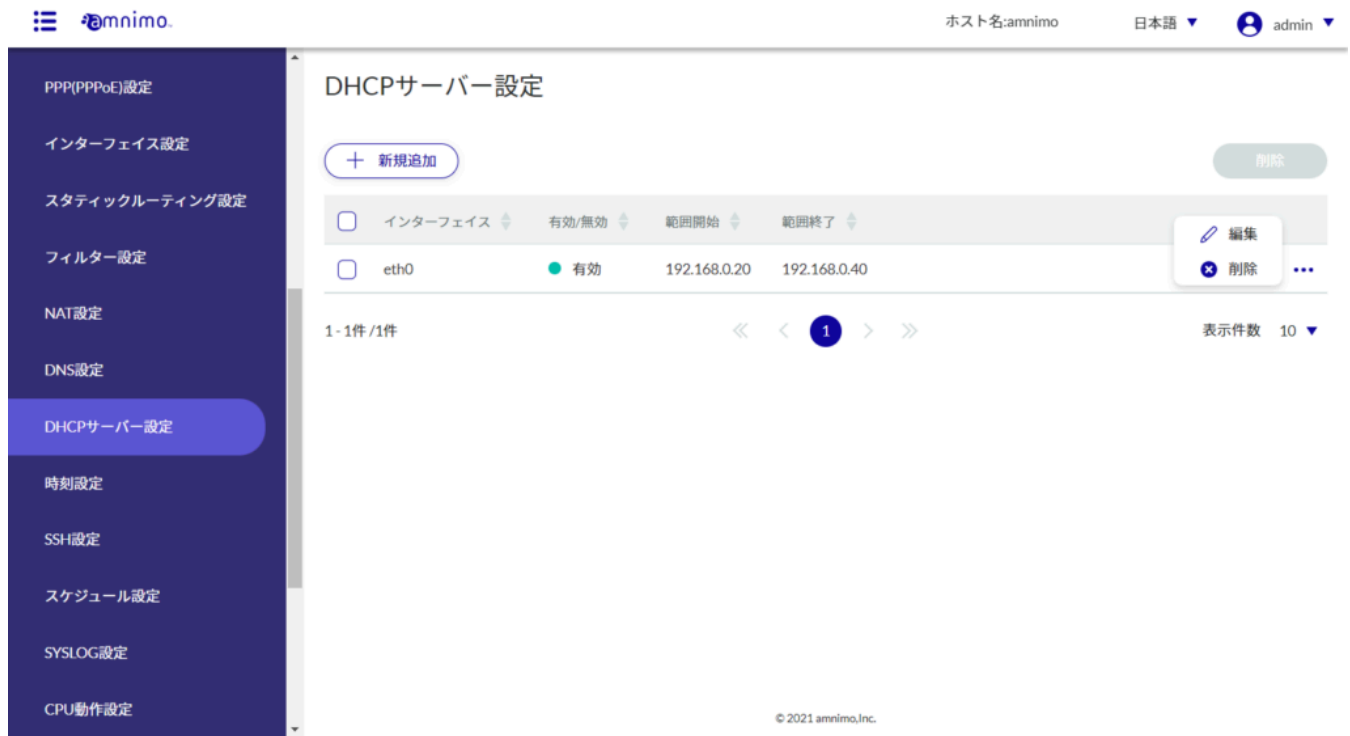 amnimo
ホスト名:amnimo 日本語 admin
PPP(PPPoE)設定
インターフェイス設定
スタティックルーティング設定
フィルター設定
NAT設定
DNS設定
DHCPサーバー設定
時刻設定
SSH設定
スケジュール設定
SYSLOG設定
CPU動作設定
DHCPサーバー設定
新規追加
削除
インターフェイス 有効/無効 範囲開始 範囲終了
eth0 有効 192.168.0.20 192.168.0.40
編集
削除
1 - 1件 /1件
1
表示件数 10
© 2021 amnimo,Inc.